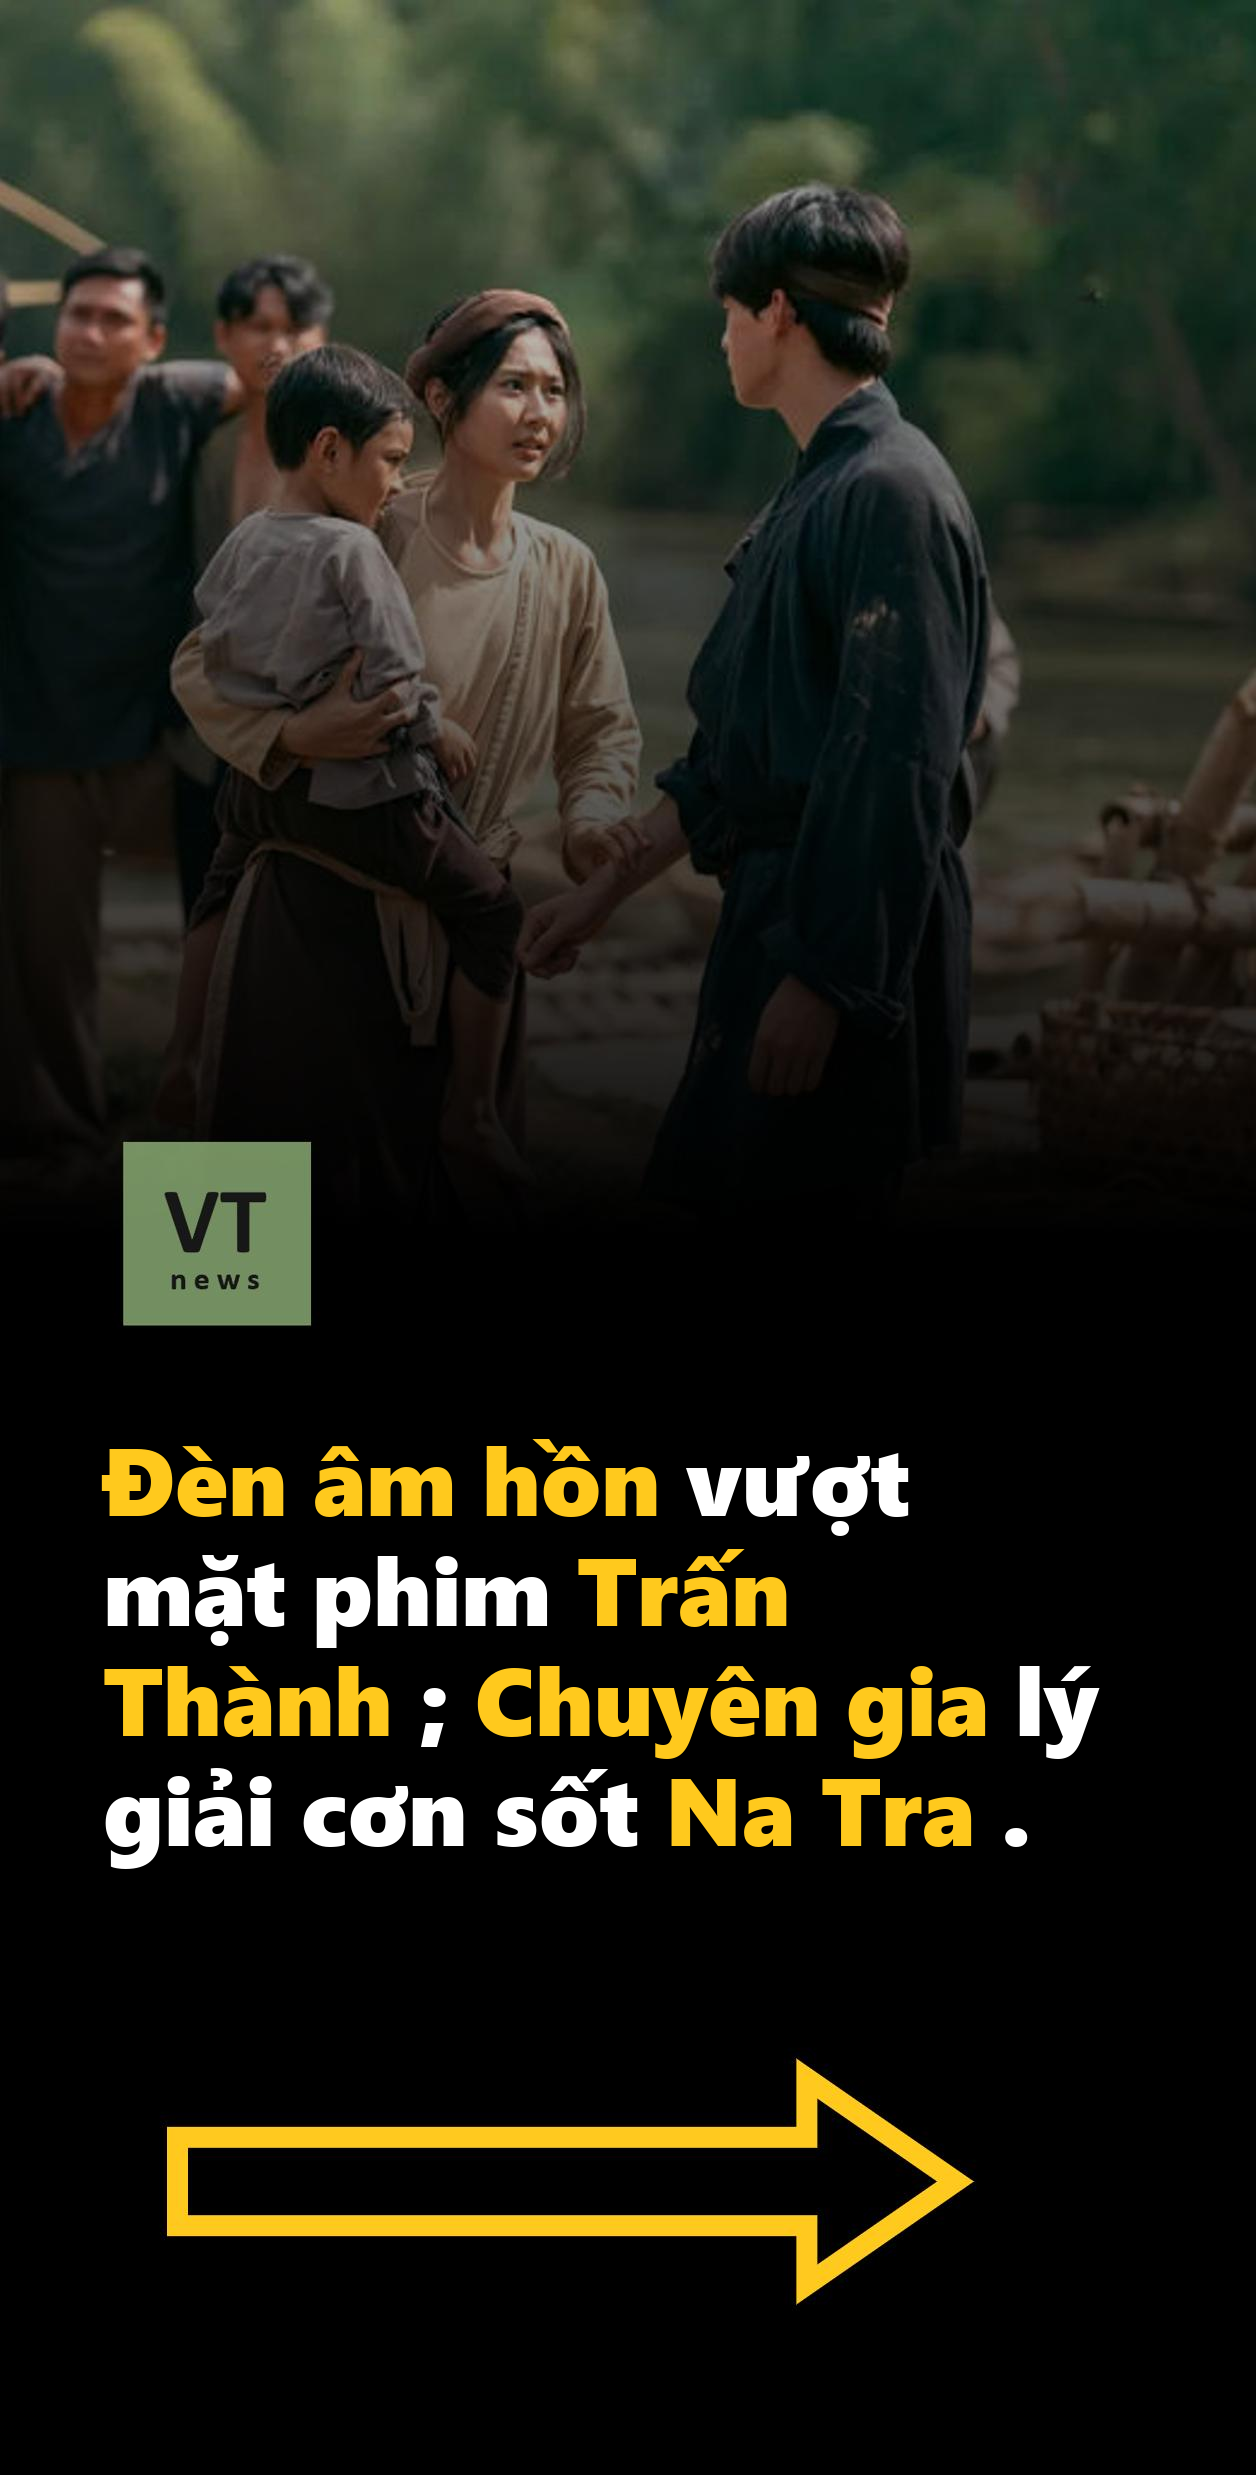 VT
news
Đèn âm hồn vượt
mặt phim Trấn
Thành ; Chuyên gia lý
giải cơn sốt Na Tra .